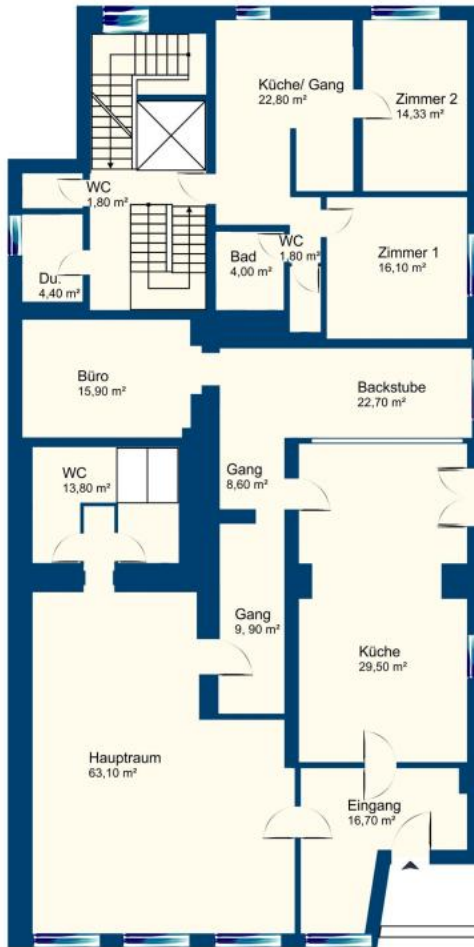 Küche/ Gang
22,80 m²
Zimmer 2
14,33 m²
WC
1,80 m²
Du.
4,40 m²
Bad
4,00 m²
WC
1,80 m²
Zimmer 1
16,10 m²
Büro
15,90 m²
Backstube
22,70 m²
WC
13,80 m²
Gang
8,60 m²
Gang
9, 90 m²
Küche
29,50 m²
Hauptraum
63,10 m²
Eingang
16,70 m²